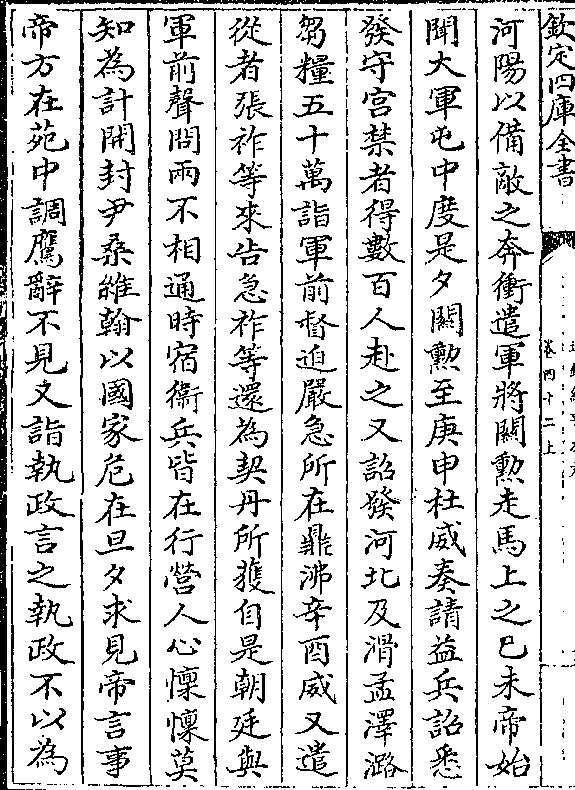 欽定四庫全書
卷四十二上
河陽以備敵之奔衝遣軍將關勲走馬上之已未帝始
聞大軍屯中度是夕關勲至庚申杜威奏請益兵詔悉
發守宫禁者得數百人赴之又詔發河北及滑孟澤潞
芻糧五十萬詣軍前督迫嚴急所在鼎沸辛酉威又遣
從者張祚等來告急祚等還為契丹所獲自是朝廷與
軍前聲問兩不相通時宿衞兵皆在行營人心懍懍莫
知為計開封尹桑維翰以國家危在旦夕求見帝言事
帝方在苑中調鷹辭不見又詣執政言之執政不以為